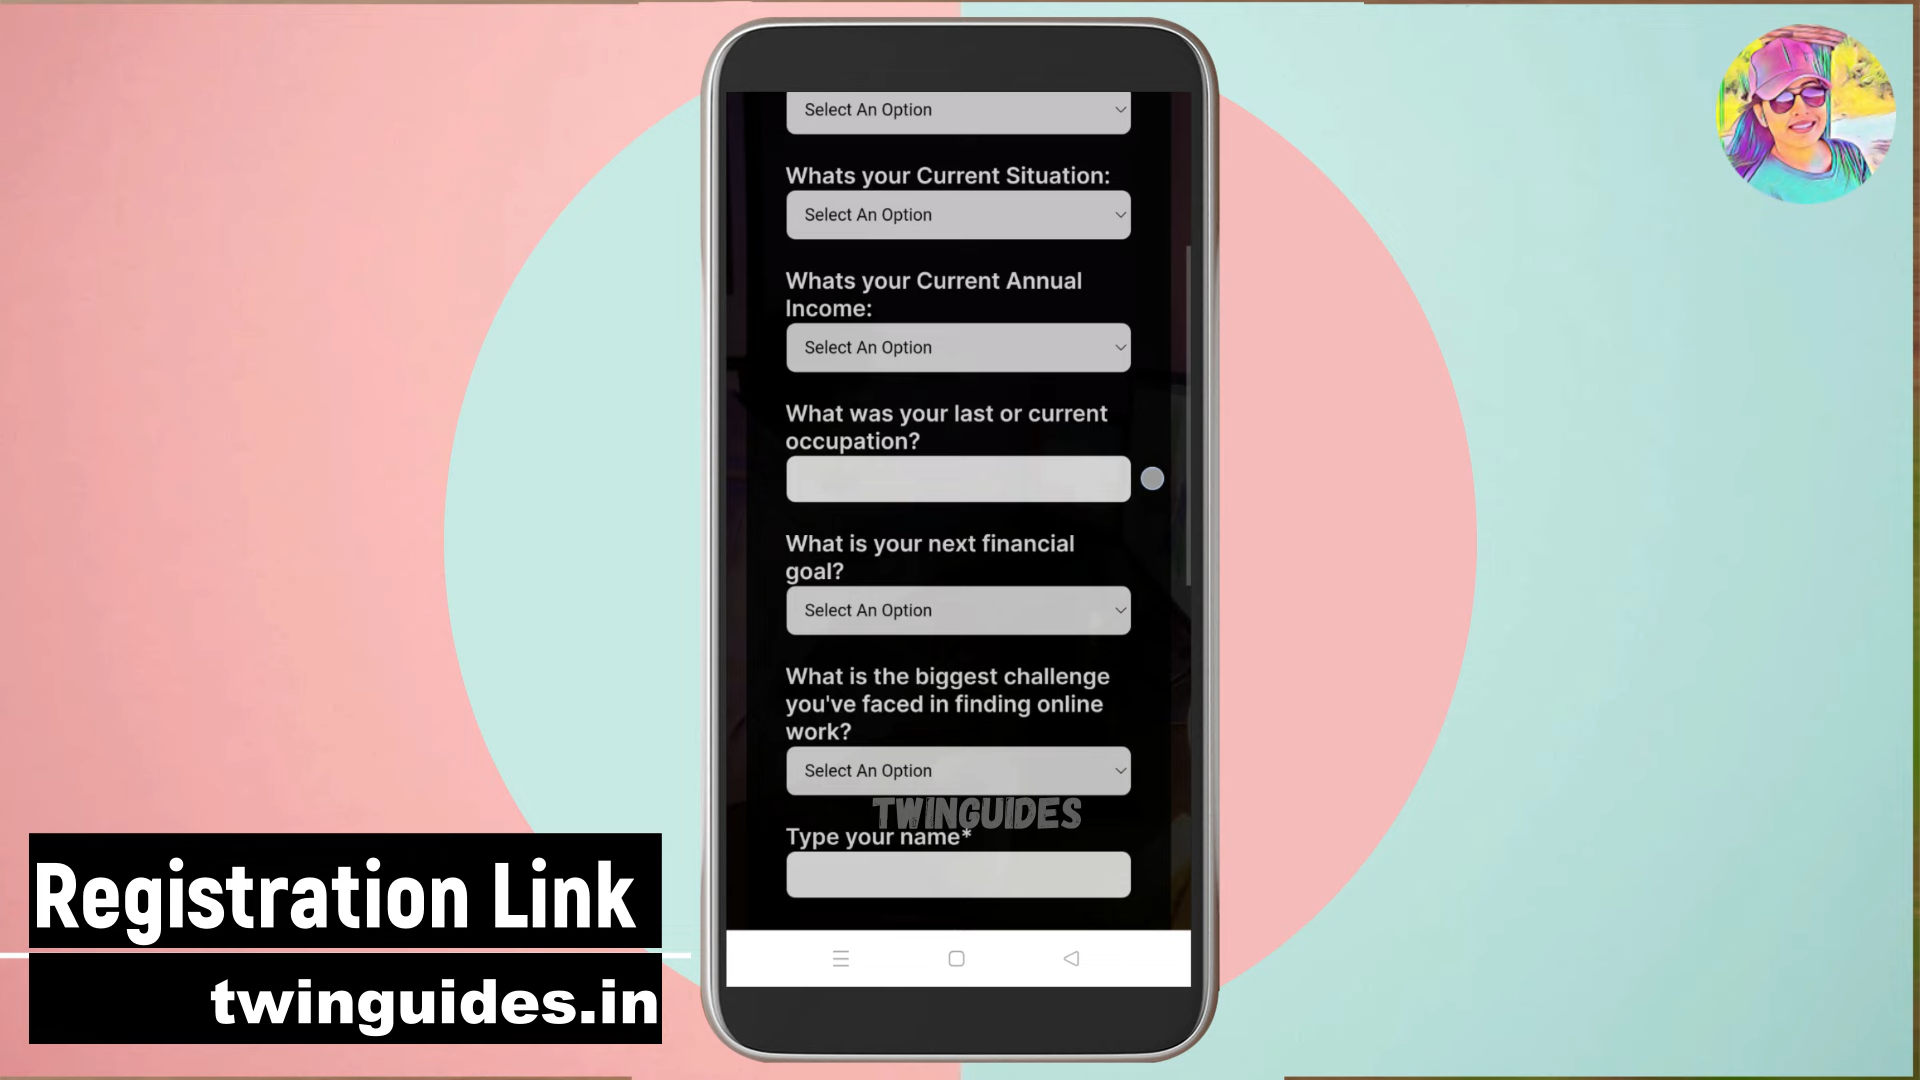 Select An Option
Whats your Current Situation:
Select An Option
Whats your Current Annual
Income:
Select An Option
What was your last or current
occupation?
What is your next financial
goal?
Select An Option
What is the biggest challenge
you've faced in finding online
work?
Select An Option
TWINGUIDES
Type your name*
Registration Link
twinguides.in